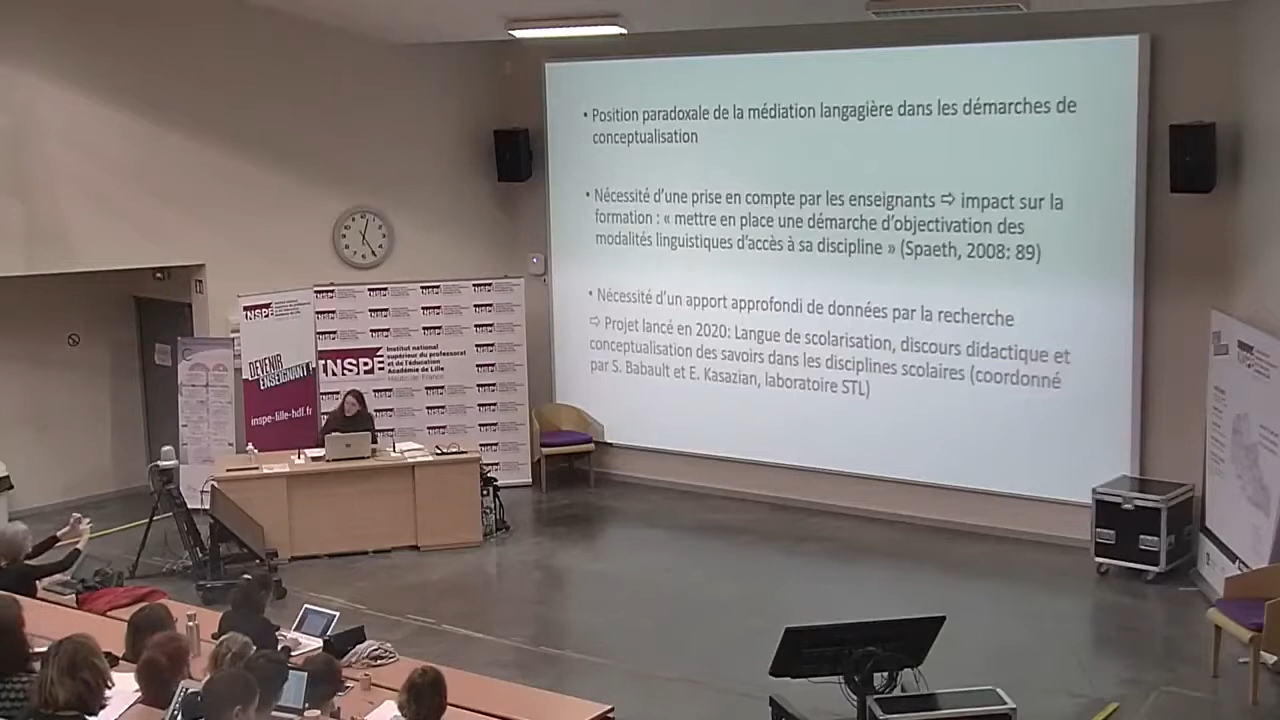 • Position paradoxale de la médiation langagière dans les démarches de
conceptualisation
• Nécessité d'une prise en compte par les enseignants ⇨ impact sur la
formation : « mettre en place une démarche d'objectivation des
modalités linguistiques d'accès à sa discipline » (Spaeth, 2008: 89)
• Nécessité d'un apport approfondi de données par la recherche
⇨ Projet lancé en 2020: Langue de scolarisation, discours didactique et
conceptualisation des savoirs dans les disciplines scolaires (coordonné
par S. Babault et E. Kasazian, laboratoire STL)
INSPÉ
DEVENIR
ENSEIGNANT !
inspe-lille-hdf.fr
INSPÉ
Institut national
supérieur du professorat
et de l'éducation
Académie de Lille
Hauts-de-France